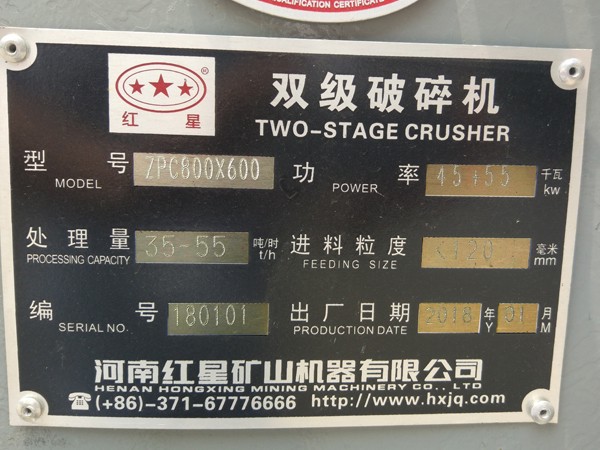 QUALIFICATION CERTIFICATE
®
红 星
双级破碎机
TWO-STAGE CRUSHER
型 号 ZPC800X600 功 率 45+55 千瓦
MODEL POWER kw
处理量 35-55 吨/时 进料粒度 <120 毫米
PROCESSING CAPACITY t/h FEEDING SIZE mm
编 号 180101 出厂日期 2018 年 01 月
SERIAL NO. PRODUCTION DATE Y M
河南红星矿山机器有限公司
HENAN HONGXING MINING MACHINERY CO., LTD
☎(+86)-371-67776666 http://www.hxjq.com